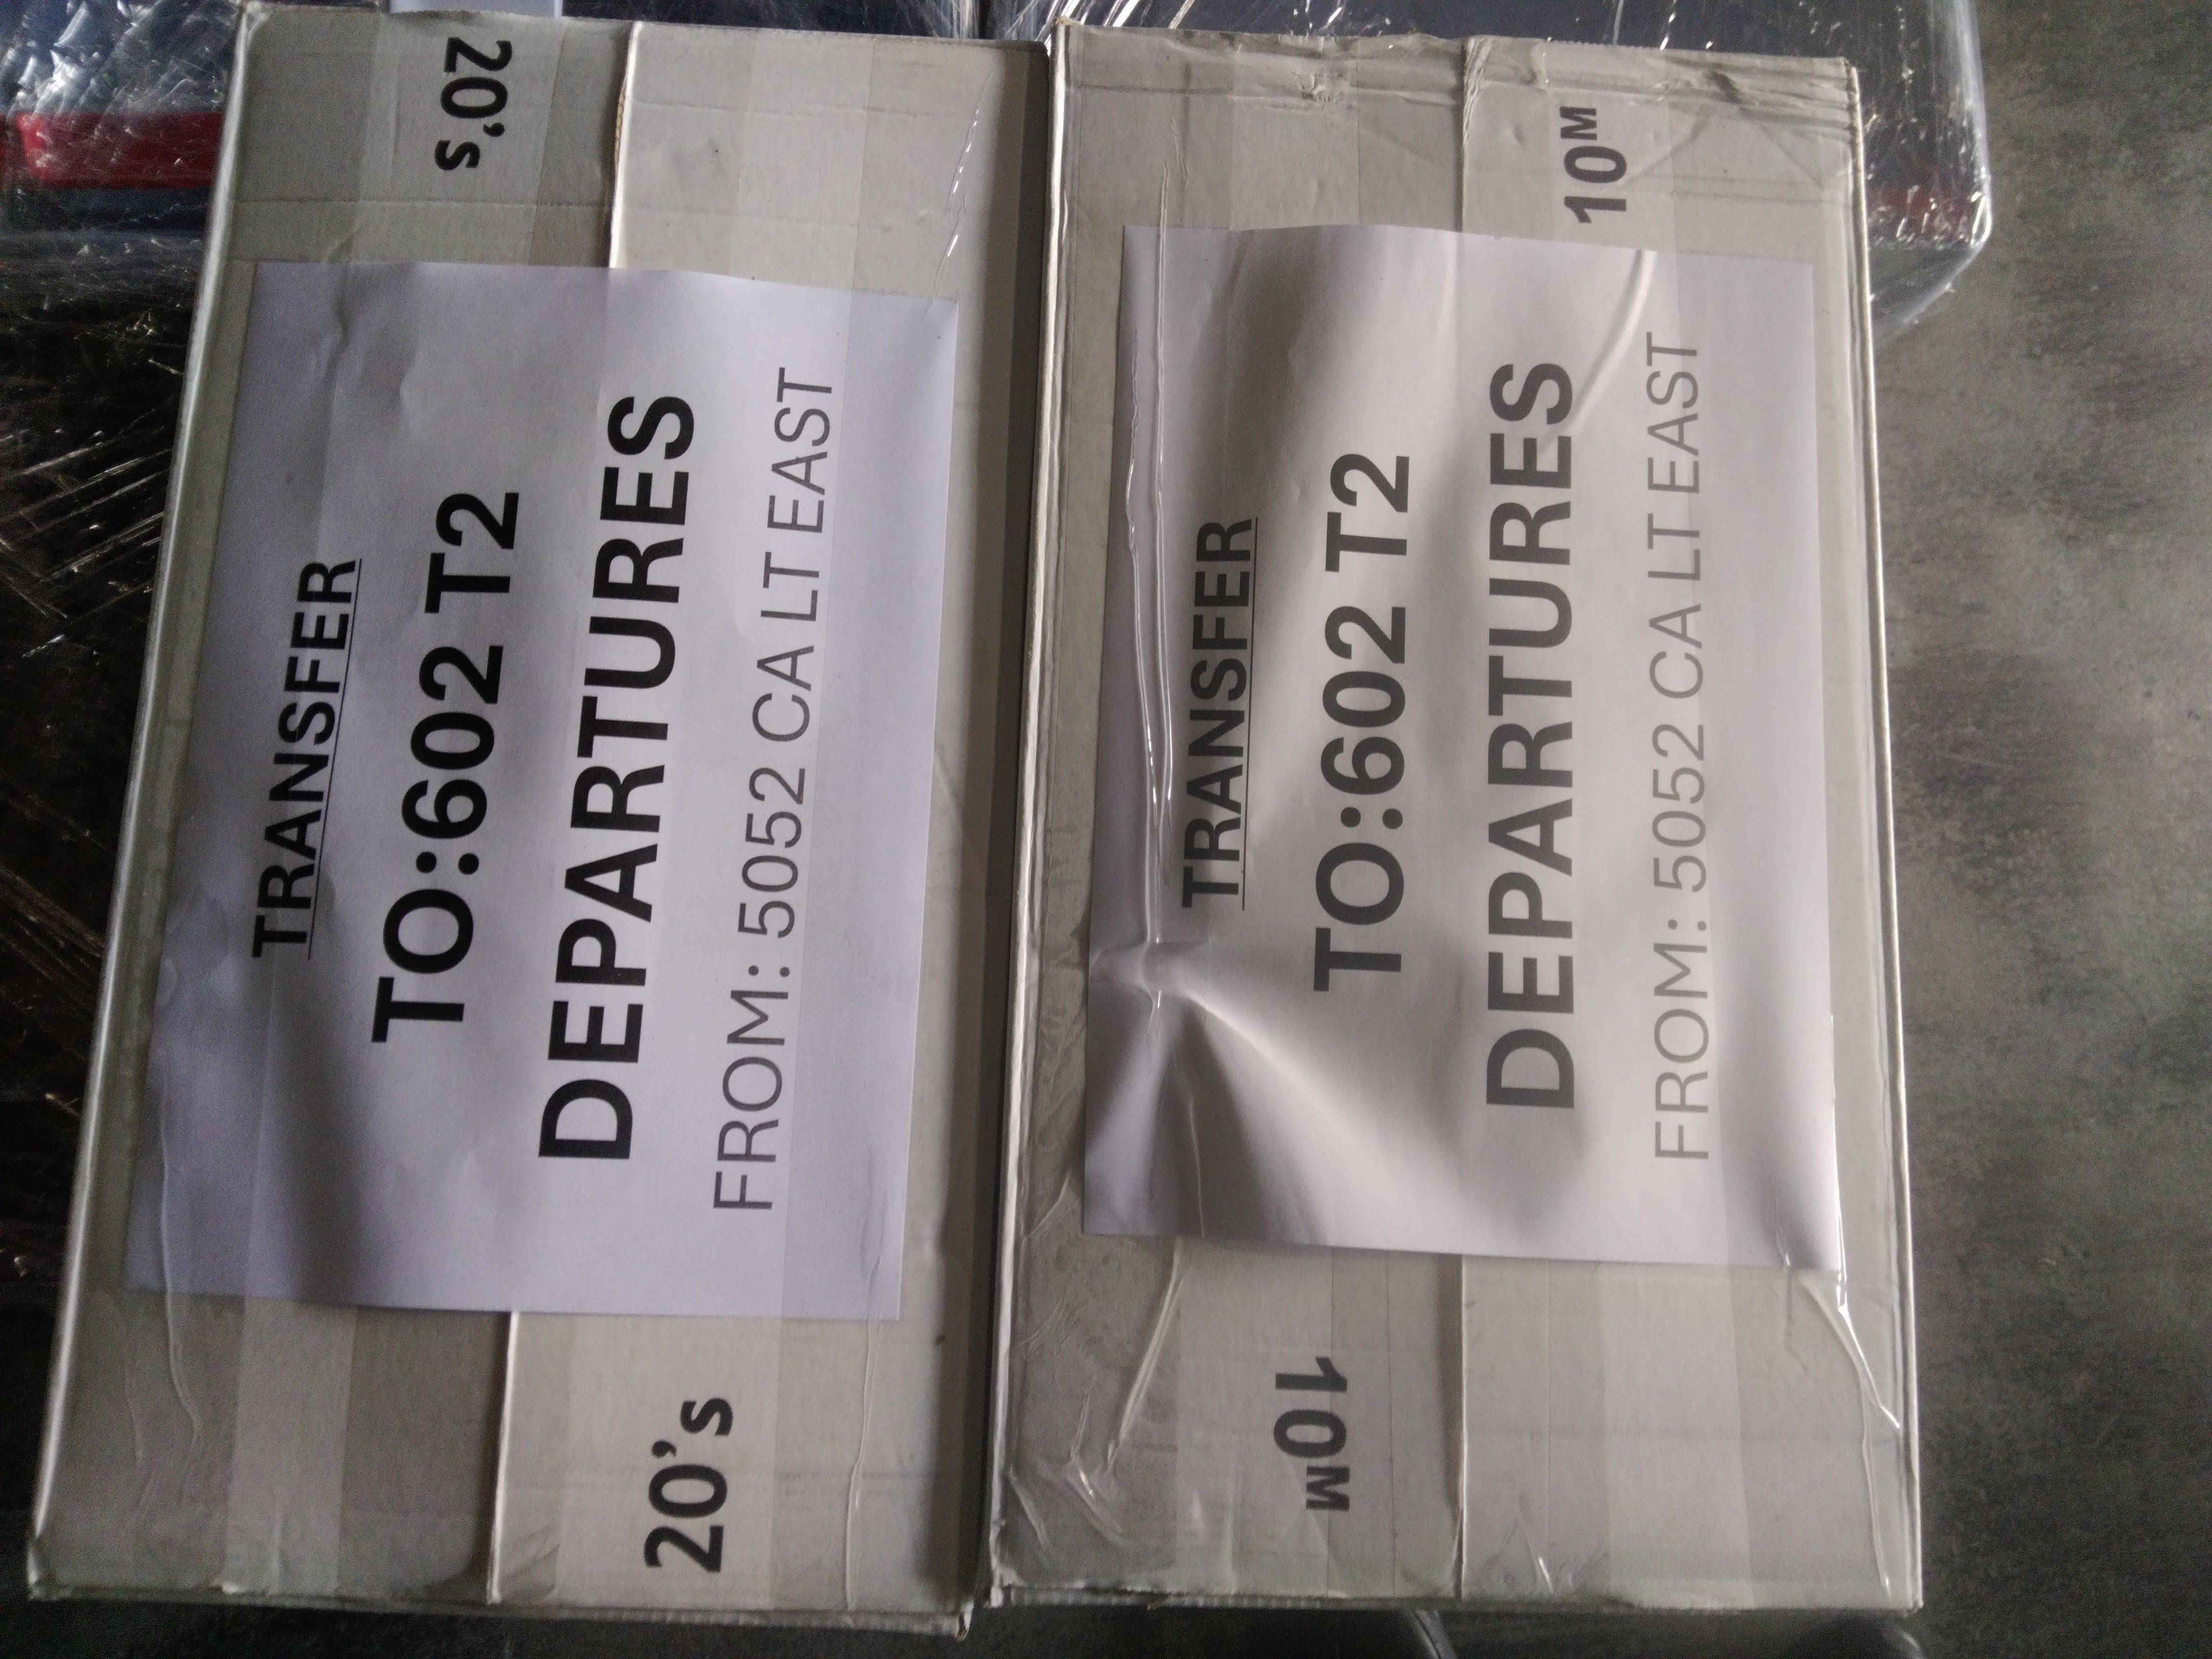 20's
TRANSFER
TO:602 T2
DEPARTURES
FROM: 5052 CA LT EAST
20's
10M
TRANSFER
TO:602 T2
DEPARTURES
FROM: 5052 CA LT EAST
10M